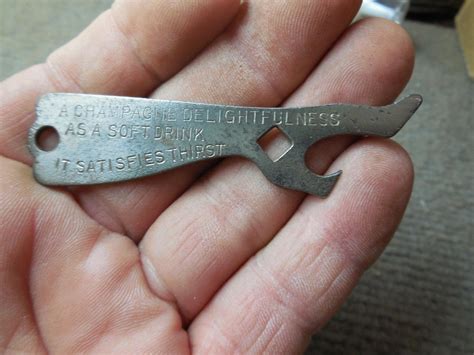 A CHAMPAGNE DELIGHTFULNESS
AS A SOFT DRINK
IT SATISFIES THIRST